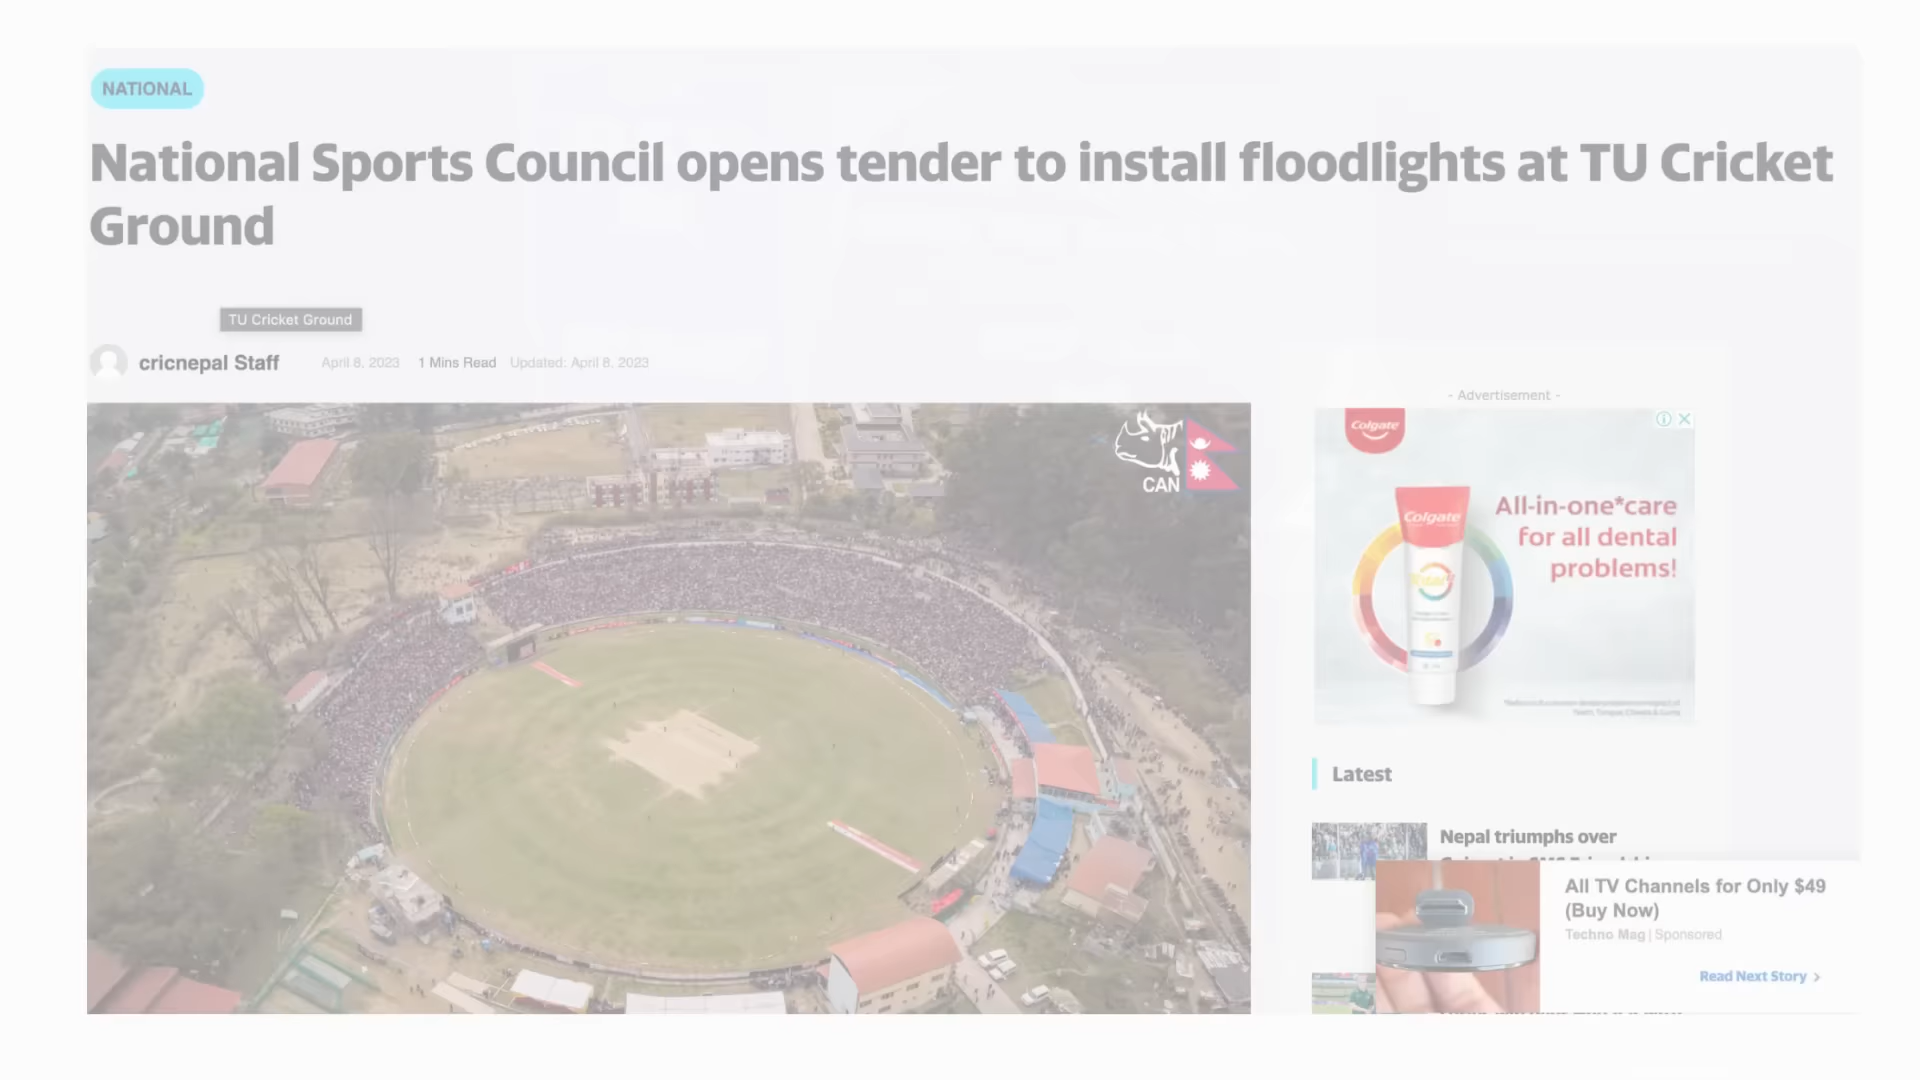 NATIONAL
National Sports Council opens tender to install floodlights at TU Cricket
Ground
TU Cricket Ground
cricnepal Staff April 8, 2023 1 Mins Read Updated: April 8, 2023
CAN
- Advertisement -
Colgate
Colgate
All-in-one*care
for all dental
problems!
Latest
Nepal triumphs over
All TV Channels for Only $49
(Buy Now)
Techno Mag | Sponsored
Read Next Story >